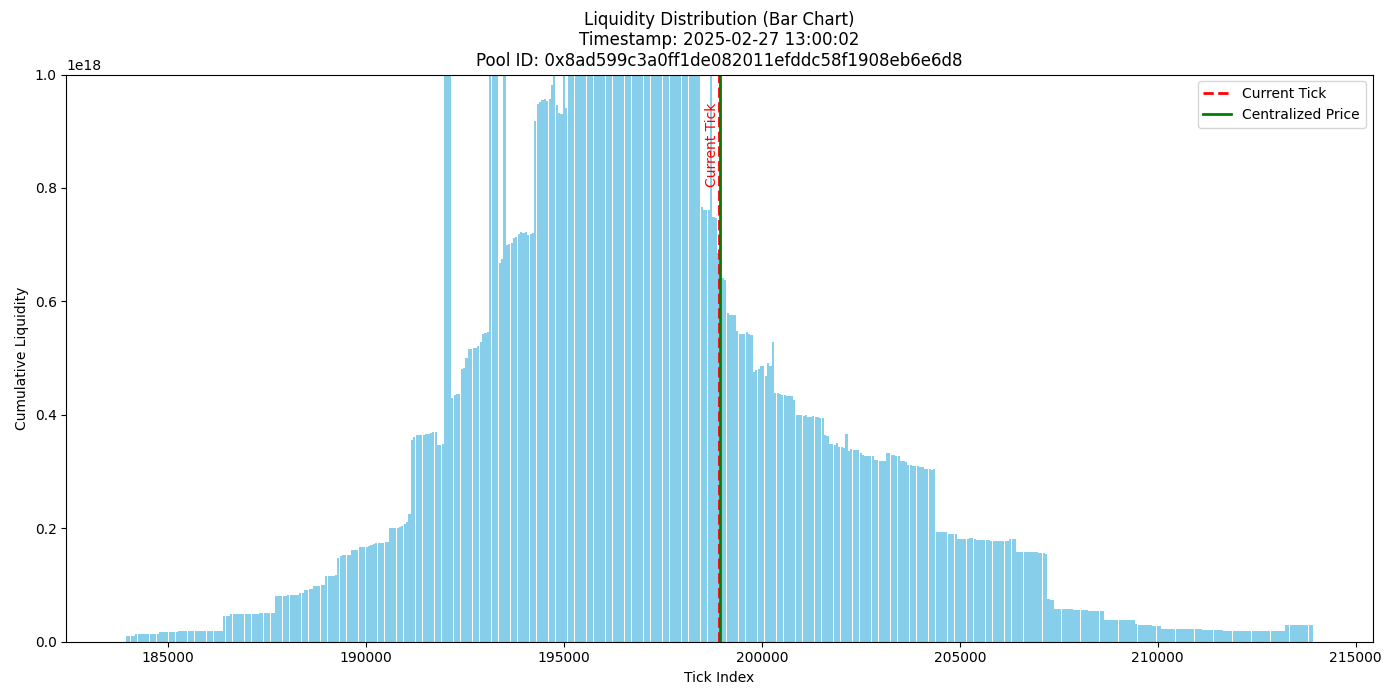 Liquidity Distribution (Bar Chart)
Timestamp: 2025-02-27 13:00:02
Pool ID: 0x8ad599c3a0ff1de082011efddc58f1908eb6e6d8
1e18
1.0
0.8
0.6
0.4
0.2
0.0
Cumulative Liquidity
Current Tick
Current Tick
Centralized Price
185000
190000
195000
200000
205000
210000
215000
Tick Index